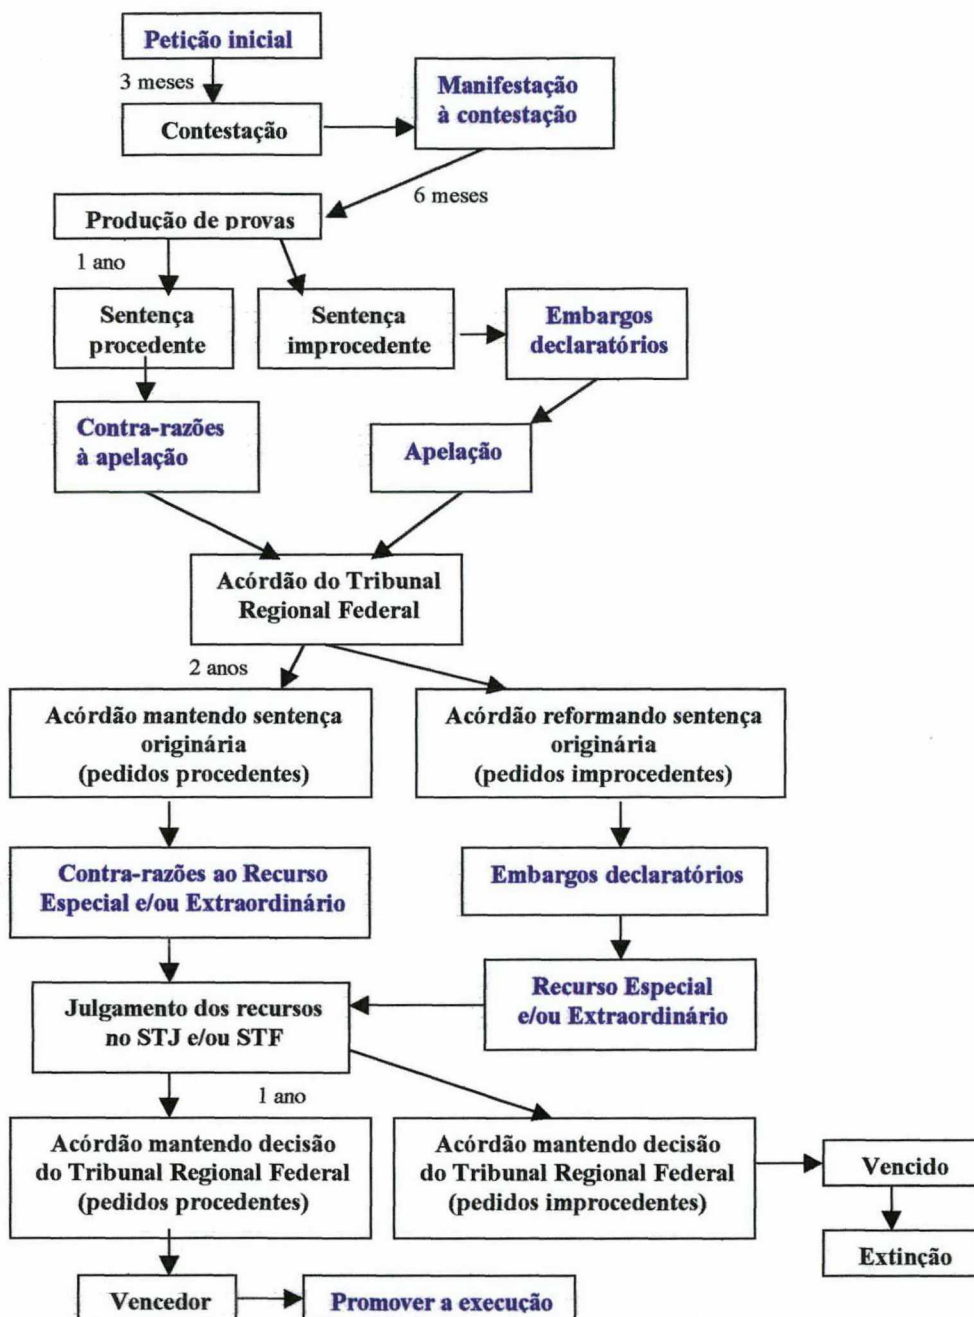 Petição inicial
3 meses
Manifestação
à contestação
Contestação
6 meses
Produção de provas
1 ano
Sentença
procedente
Sentença
improcedente
Embargos
declaratórios
Contra-razões
à apelação
Apelação
Acórdão do Tribunal
Regional Federal
2 anos
Acórdão mantendo sentença
originária
(pedidos procedentes)
Acórdão reformando sentença
originária
(pedidos improcedentes)
Contra-razões ao Recurso
Especial e/ou Extraordinário
Embargos declaratórios
Recurso Especial
e/ou Extraordinário
Julgamento dos recursos
no STJ e/ou STF
1 ano
Acórdão mantendo decisão
do Tribunal Regional Federal
(pedidos procedentes)
Acórdão mantendo decisão
do Tribunal Regional Federal
(pedidos improcedentes)
Vencido
Extinção
Vencedor
Promover a execução